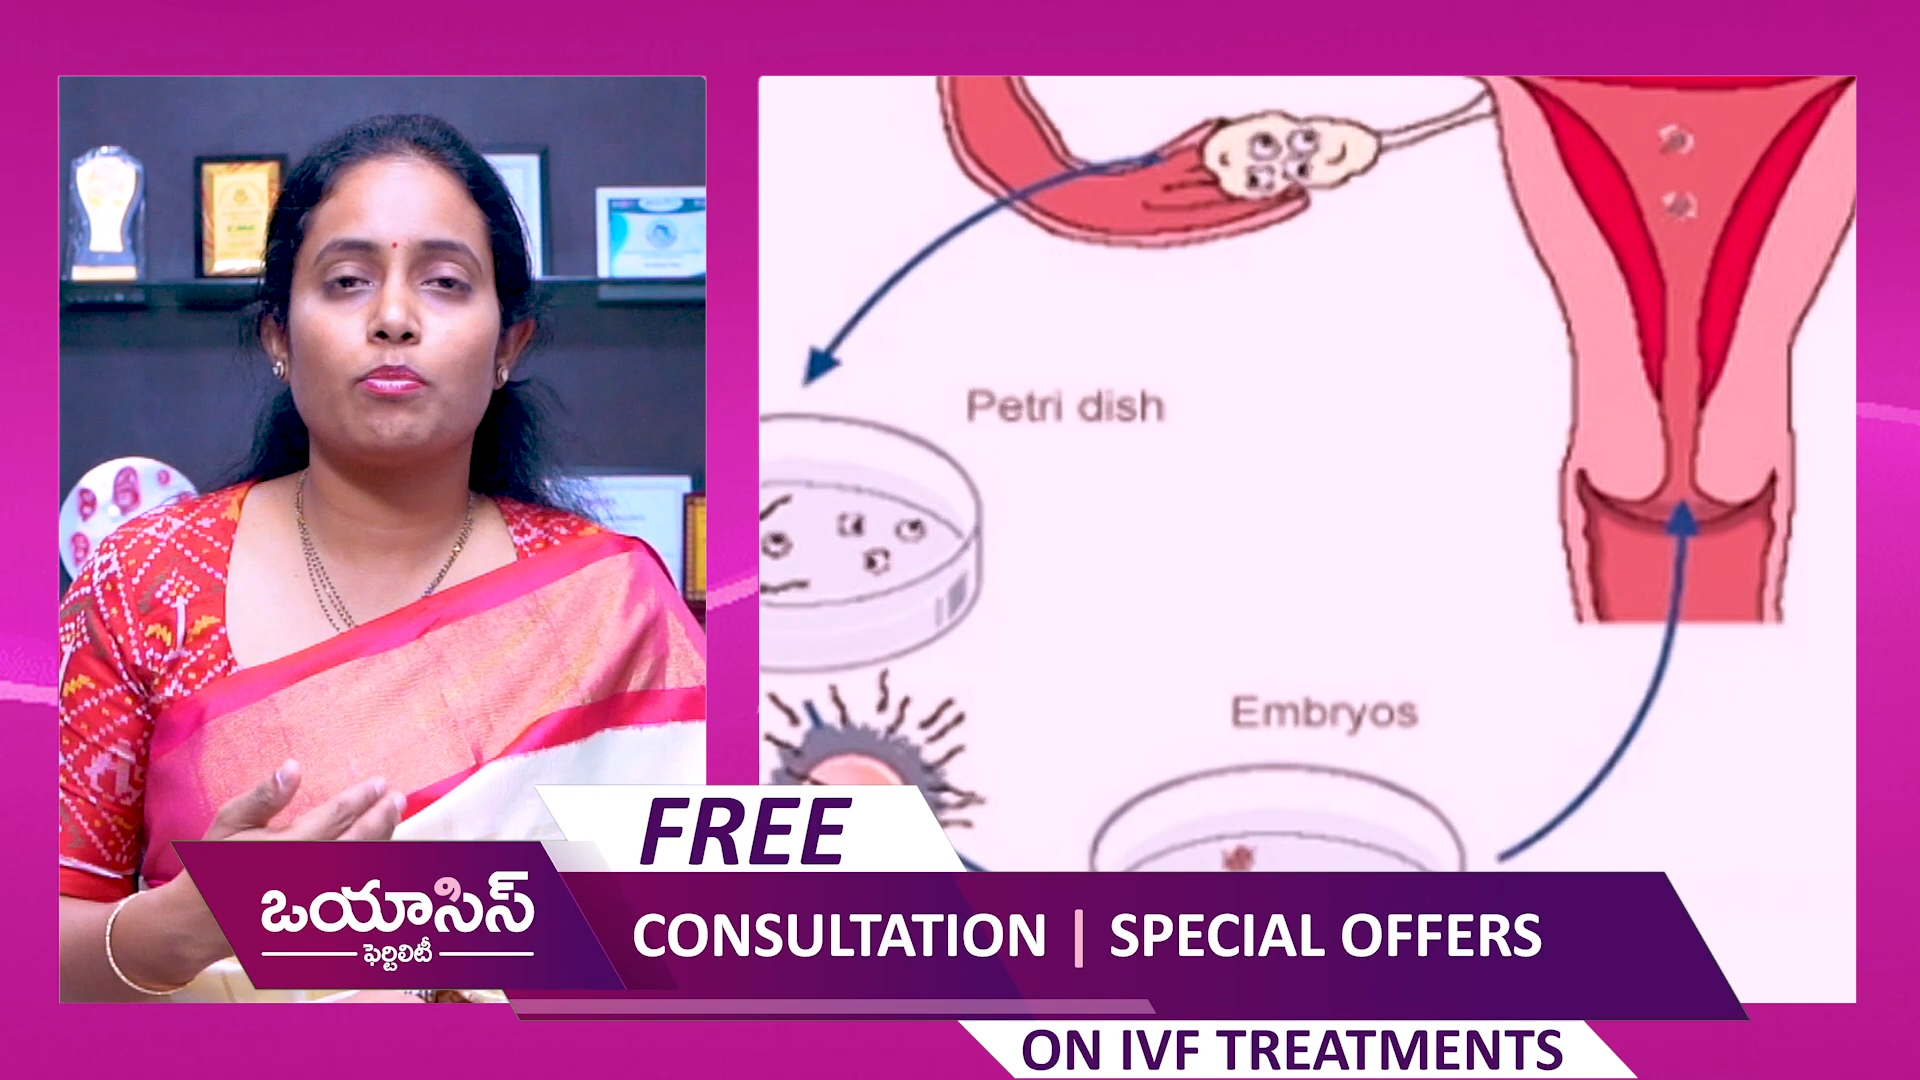 Petri dish
Embryos
FREE
ఒయాసిస్
ఫెర్టిలిటీ
CONSULTATION | SPECIAL OFFERS
ON IVF TREATMENTS